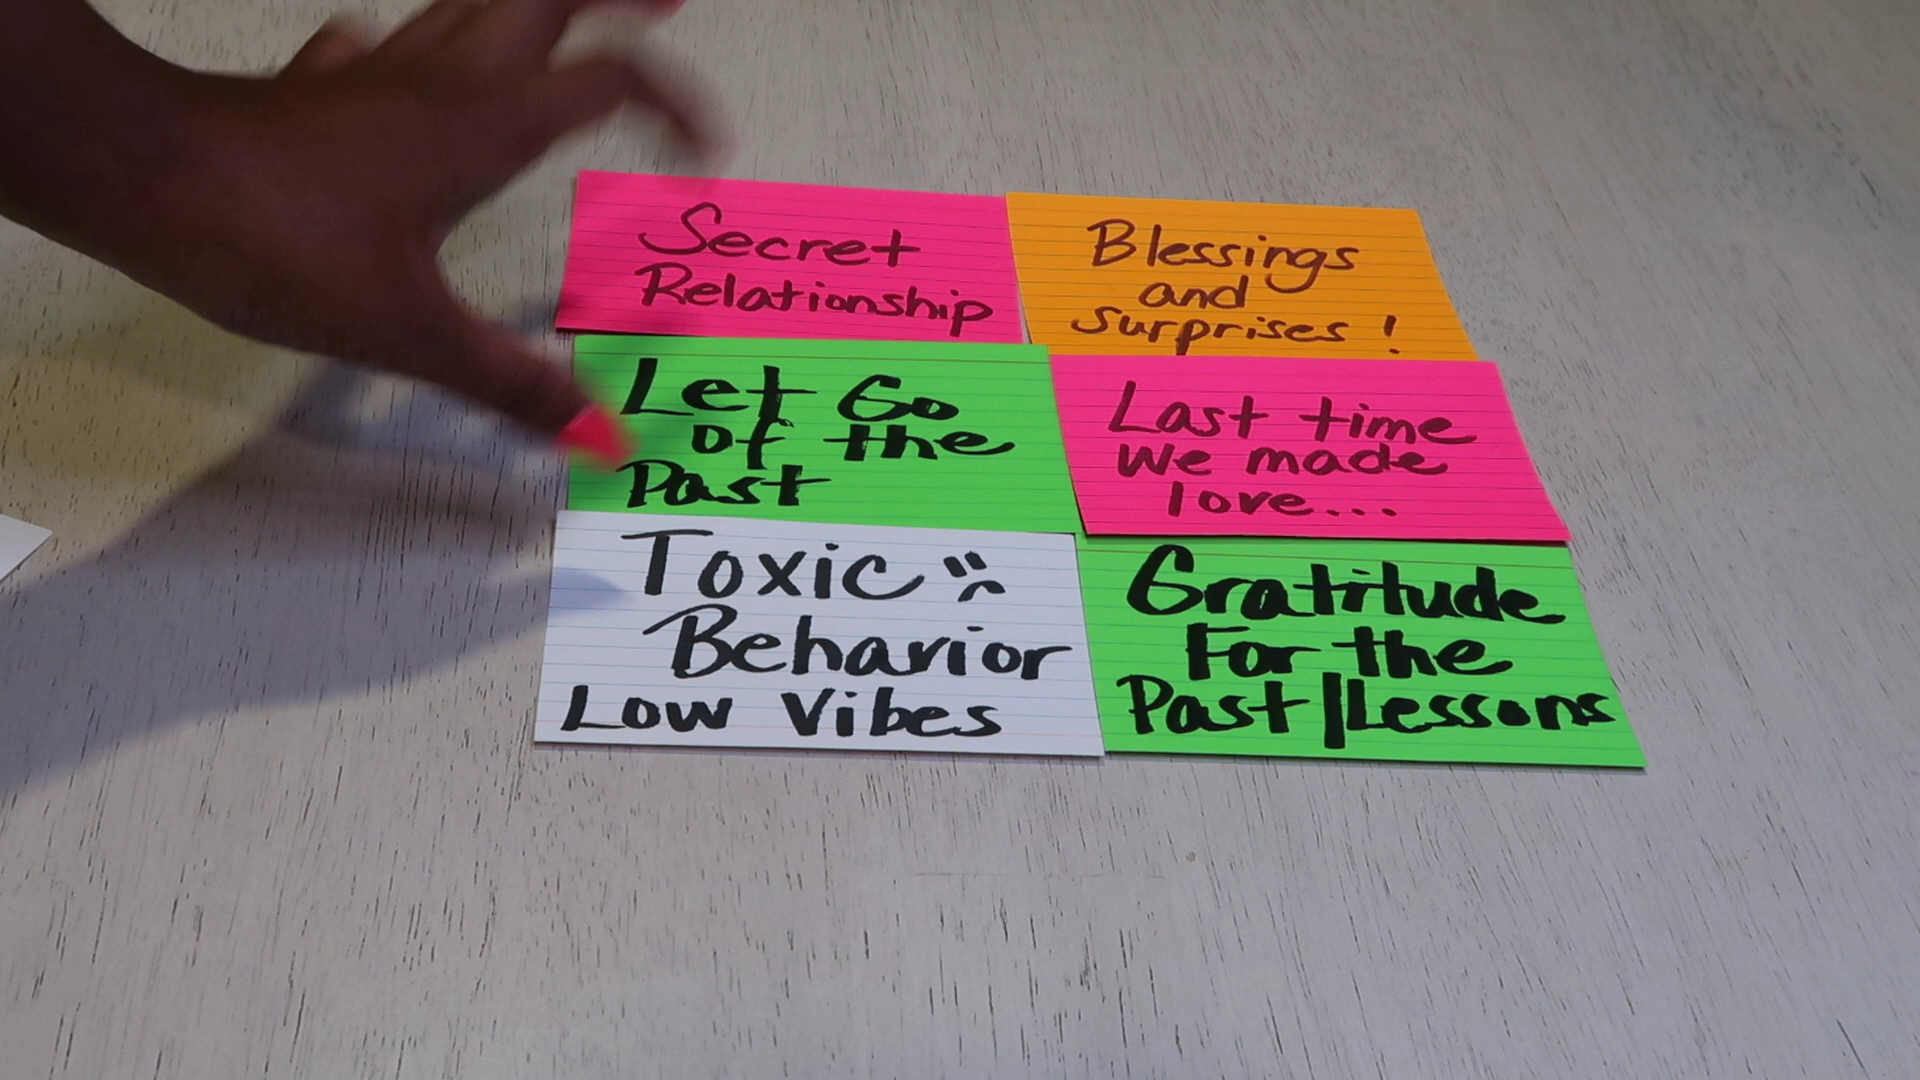 Secret
Relationship
Blessings
and
Surprises!
Let Go
of the
Past
Last time
We made
love...
Toxic
Behavior
Low Vibes
Gratitude
For the
Past/Lessons